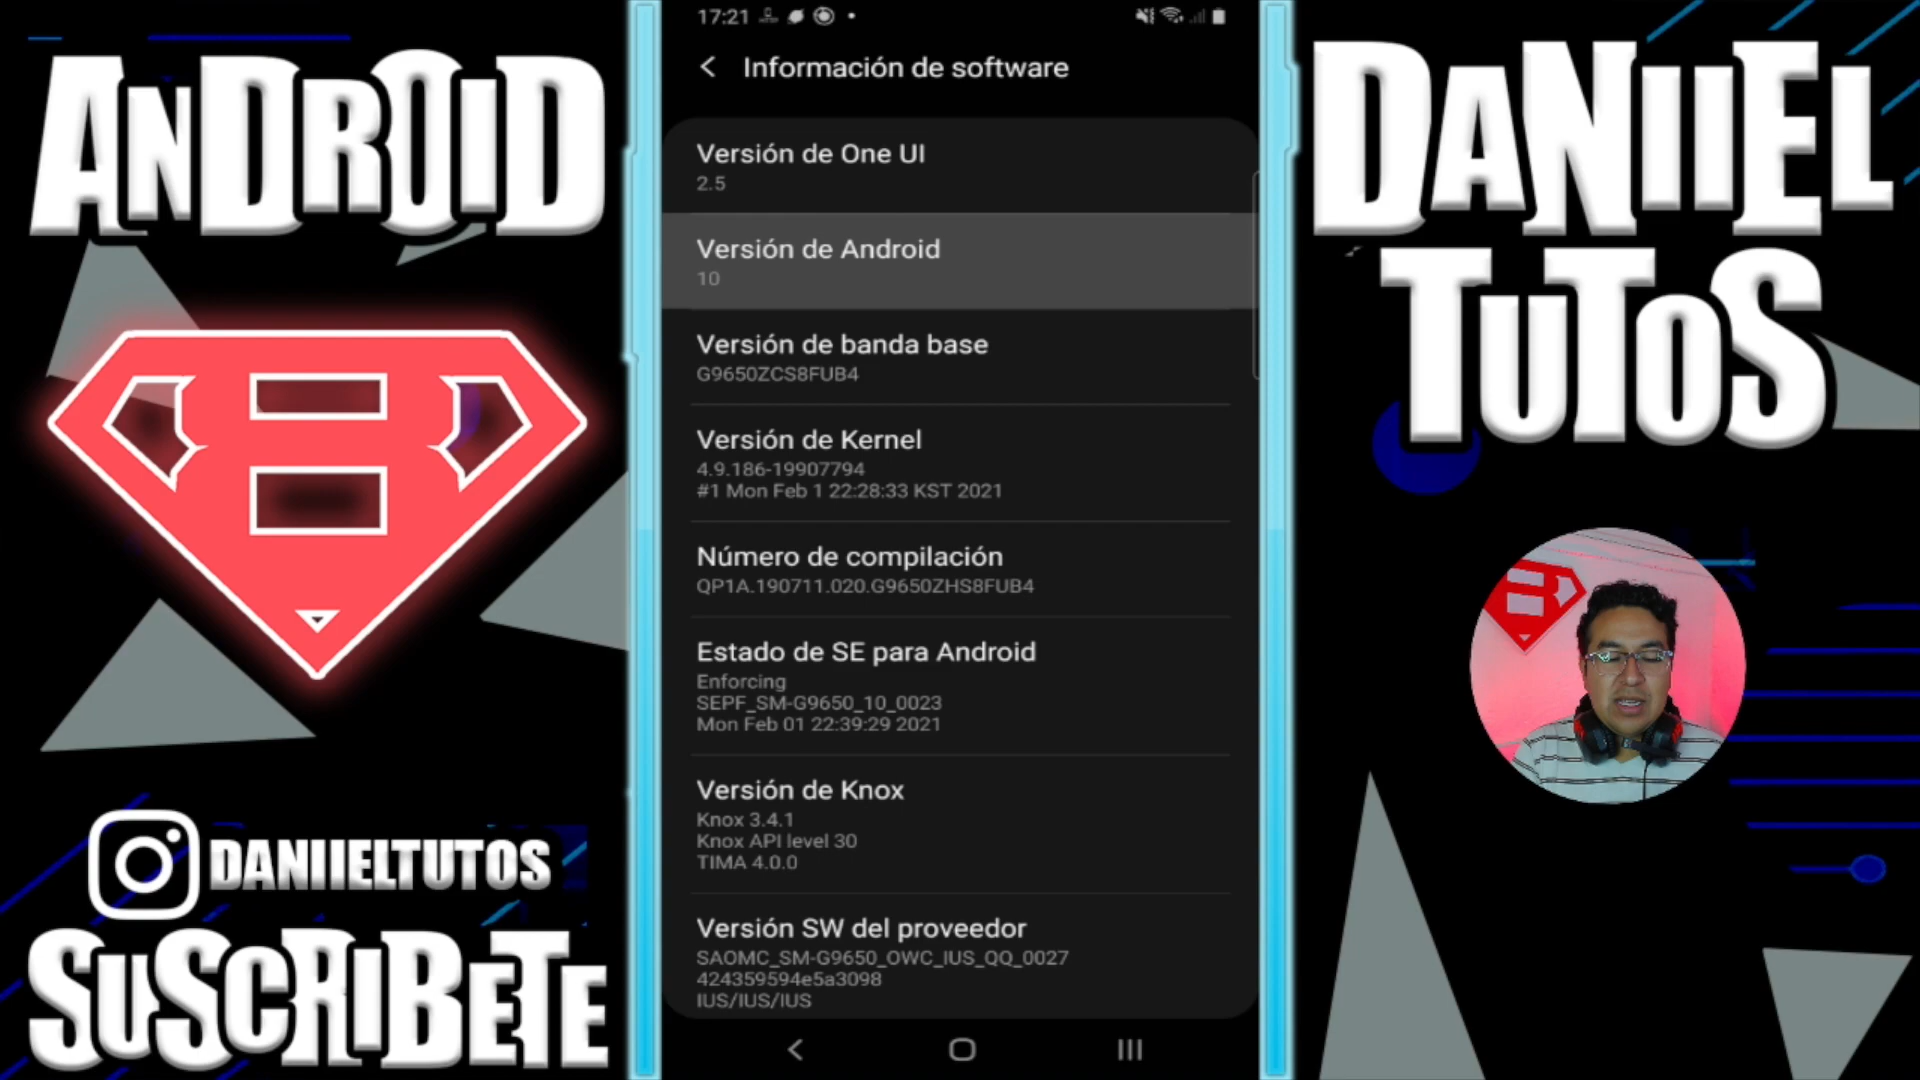 ANDROID
DANIIEL
TUTOS
17:21
Información de software
Versión de One UI
2.5
Versión de Android
10
Versión de banda base
G9650ZCS8FUB4
Versión de Kernel
4.9.186-19907794
#1 Mon Feb 1 22:28:33 KST 2021
Número de compilación
QP1A.190711.020.G9650ZHS8FUB4
Estado de SE para Android
Enforcing
SEPF_SM-G9650_10_0023
Mon Feb 01 22:39:29 2021
Versión de Knox
Knox 3.4.1
Knox API level 30
TIMA 4.0.0
Versión SW del proveedor
SAOMC_SM-G9650_OWC_IUS_QQ_0027
424359594e5a3098
IUS/IUS/IUS
DANIIELTUTOS
SUSCRIBETE